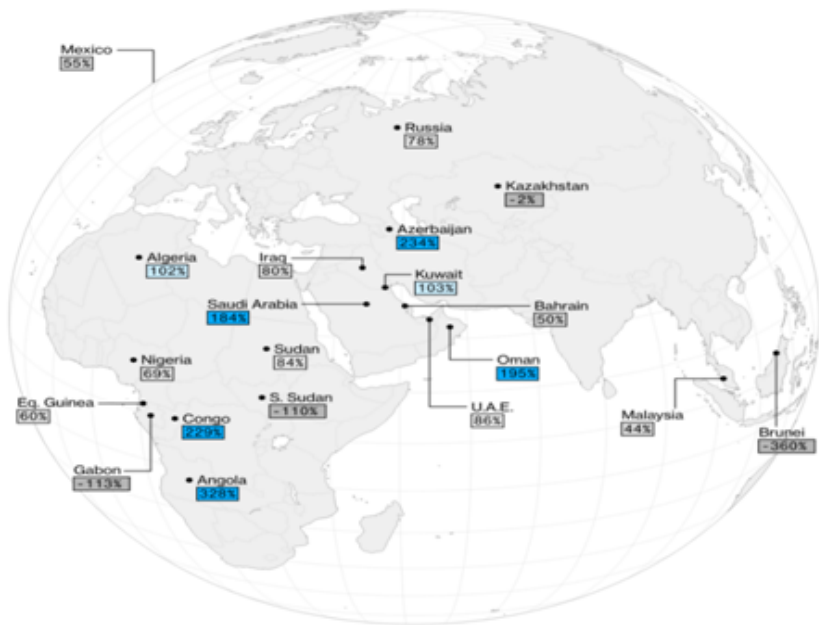 Mexico
55%
Russia
78%
Kazakhstan
-2%
Azerbaijan
234%
Algeria
102%
Iraq
80%
Kuwait
103%
Saudi Arabia
184%
Bahrain
50%
Sudan
84%
Nigeria
69%
Oman
195%
S. Sudan
-110%
Eq. Guinea
60%
U.A.E.
86%
Congo
229%
Malaysia
44%
Brunei
-360%
Gabon
-113%
Angola
328%